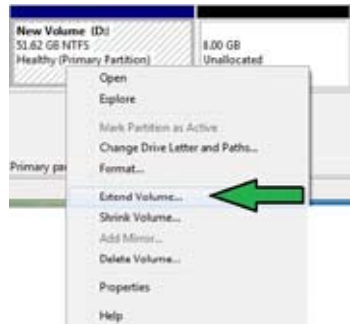 New Volume (D:)
51.62 GB NTFS
Healthy (Primary Partition)
8.00 GB
Unallocated
Open
Explore
Mark Partition as Active
Change Drive Letter and Paths...
Format...
Primary par
Extend Volume...
Shrink Volume...
Add Mirror...
Delete Volume...
Properties
Help